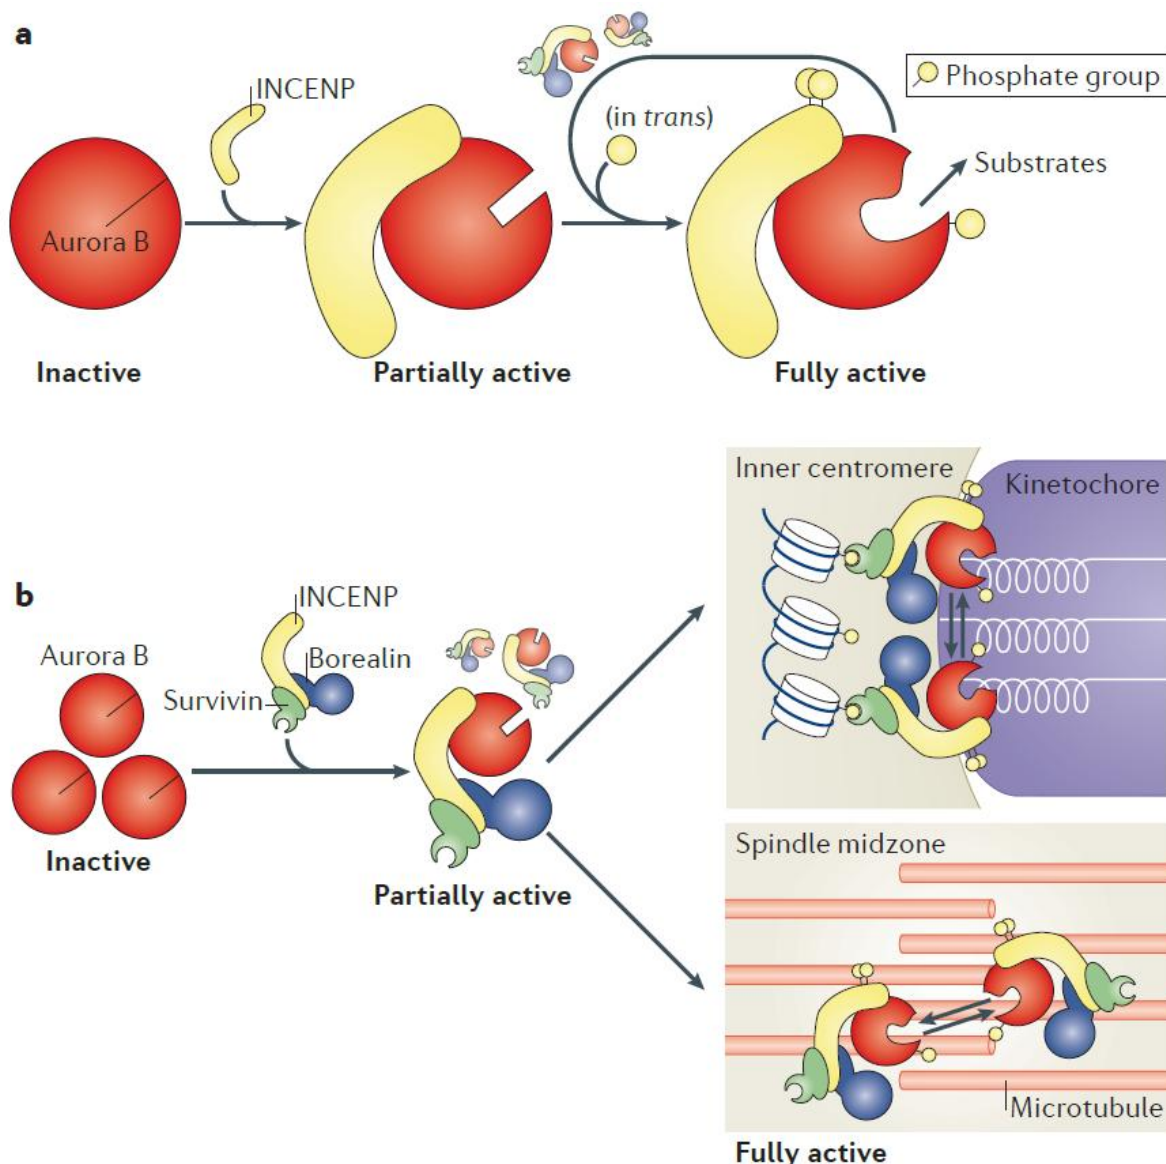 a
INCENP
Aurora B
(in trans)
Phosphate group
Substrates
Inactive
Partially active
Fully active
b
Aurora B
INCENP
Borealin
Survivin
Inactive
Partially active
Inner centromere
Kinetochore
Spindle midzone
Microtubule
Fully active